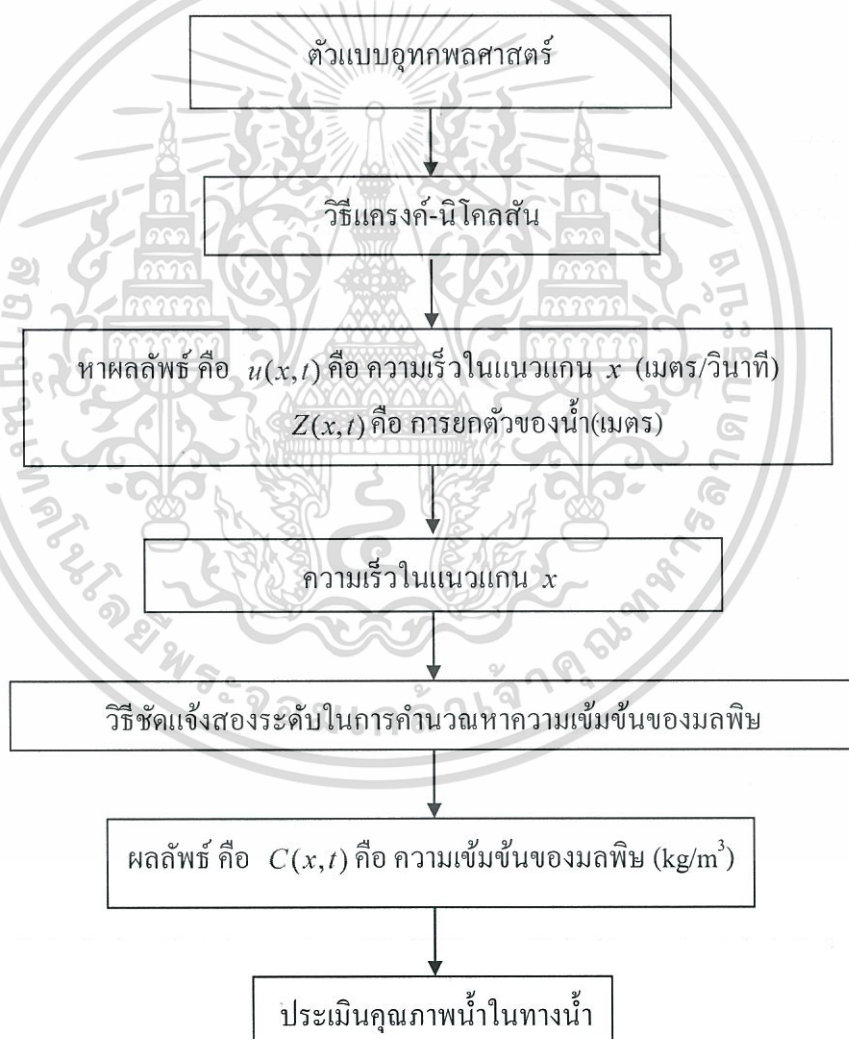 ตัวแบบอุทกพลศาสตร์
วิธีแครงค์-นิโคลสัน
หาผลลัพธ์ คือ u(x,t) คือ ความเร็วในแนวแกน x (เมตร/วินาที)
Z(x,t) คือ การยกตัวของน้ำ(เมตร)
ความเร็วในแนวแกน x
วิธีชัดแจ้งสองระดับในการคำนวณหาความเข้มข้นของมลพิษ
ผลลัพธ์ คือ C(x,t) คือ ความเข้มข้นของมลพิษ (kg/m³)
ประเมินคุณภาพน้ำในทางน้ำ